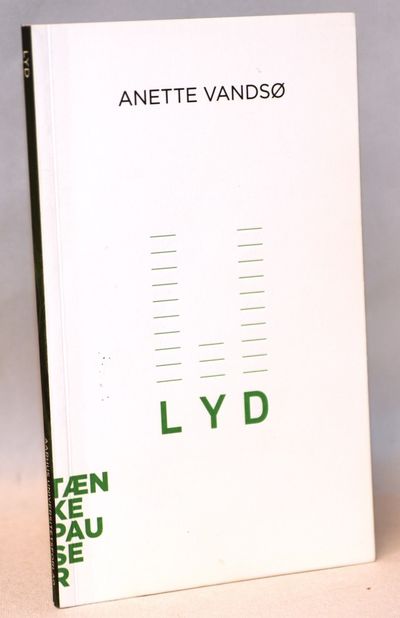 LYD
ANETTE VANDSØ
LYD
TÆN
KE
PAU
SE
R